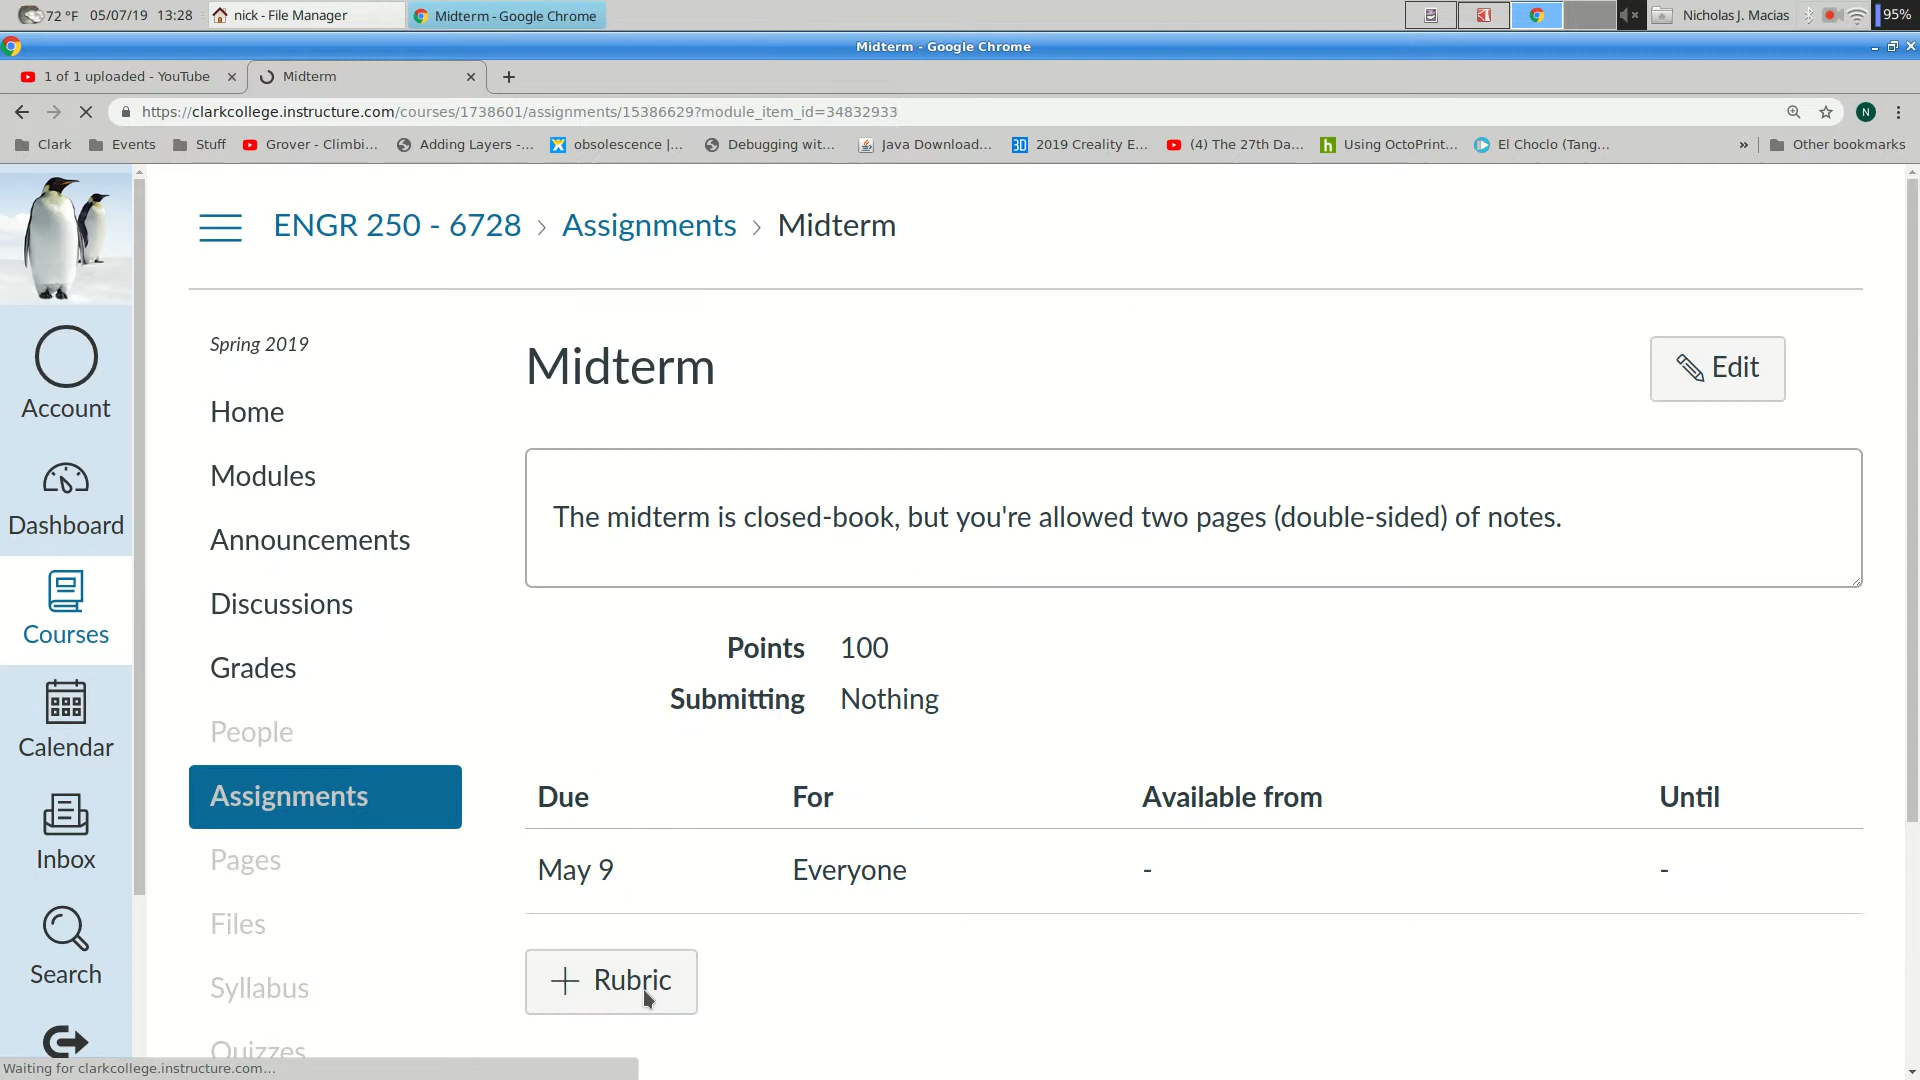 72 °F 05/07/19 13:28 nick - File Manager Midterm - Google Chrome Nicholas J. Macias 95%
Midterm - Google Chrome
1 of 1 uploaded - YouTube Midterm
https://clarkcollege.instructure.com/courses/1738601/assignments/15386629?module_item_id=34832933 N
Clark Events Stuff Grover - Climbi... Adding Layers -... obsolescence |... Debugging wit... Java Download... 3D 2019 Creality E... (4) The 27th Da... h Using OctoPrint... El Choclo (Tang... » Other bookmarks
ENGR 250 - 6728 › Assignments › Midterm
Account
Dashboard
Courses
Calendar
Inbox
Search
Spring 2019
Home
Modules
Announcements
Discussions
Grades
People
Assignments
Pages
Files
Syllabus
Quizzes
Midterm
Edit
The midterm is closed-book, but you're allowed two pages (double-sided) of notes.
Points 100
Submitting Nothing
Due For Available from Until
May 9 Everyone - -
+ Rubric
Waiting for clarkcollege.instructure.com...